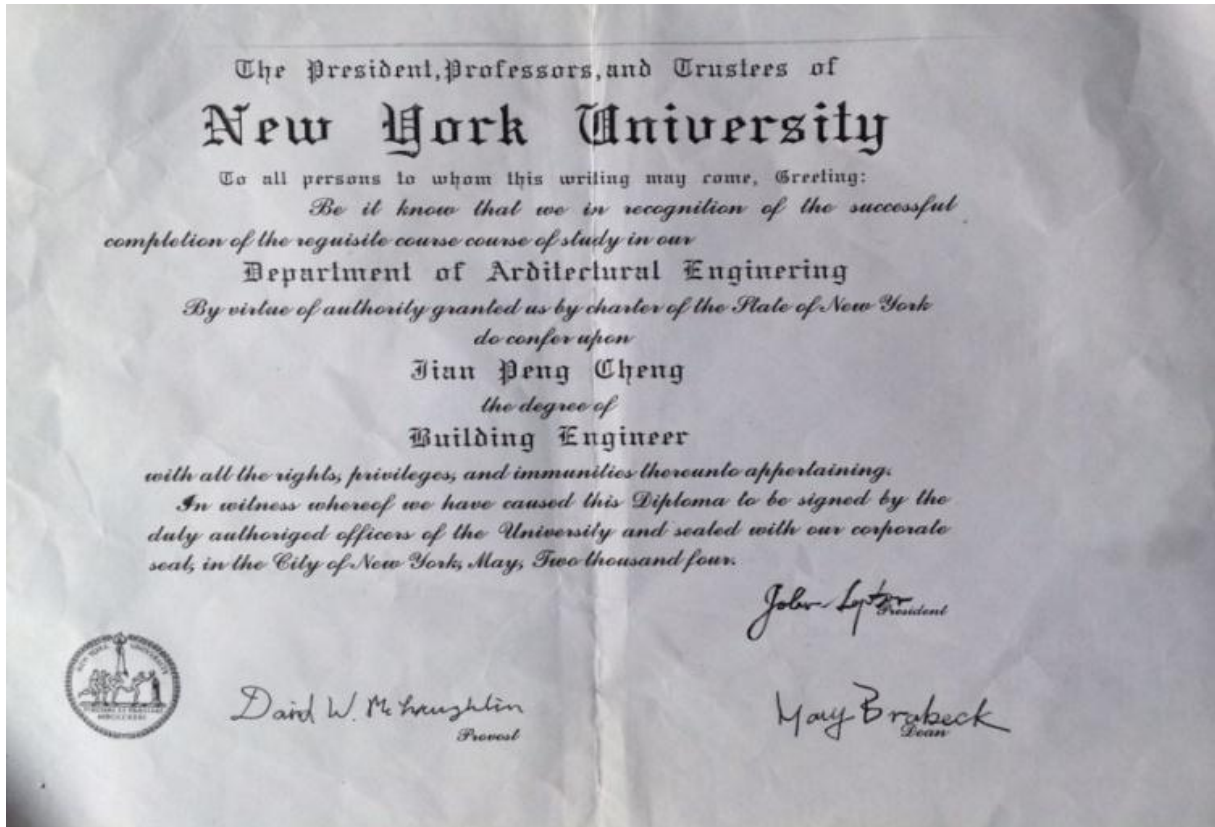 The President,Professors,and Trustees of
New York University
To all persons to whom this writing may come, Greeting:
Be it know that we in recognition of the successful
completion of the reguisite course course of study in our
Department of Arditectural Enginering
By virtue of authority granted us by charter of the State of New York
do confer upon
Jian Peng Cheng
the degree of
Building Engineer
with all the rights, privileges, and immunities thereunto appertaining.
In witness whereof we have caused this Diploma to be signed by the
duly authoriged officers of the University and sealed with our corporate
seal, in the City of New York, May, Two thousand four.
John
President
NEW YORK UNIVERSITY
David W. McLaughlin
Provost
Mary Brabeck
Dean